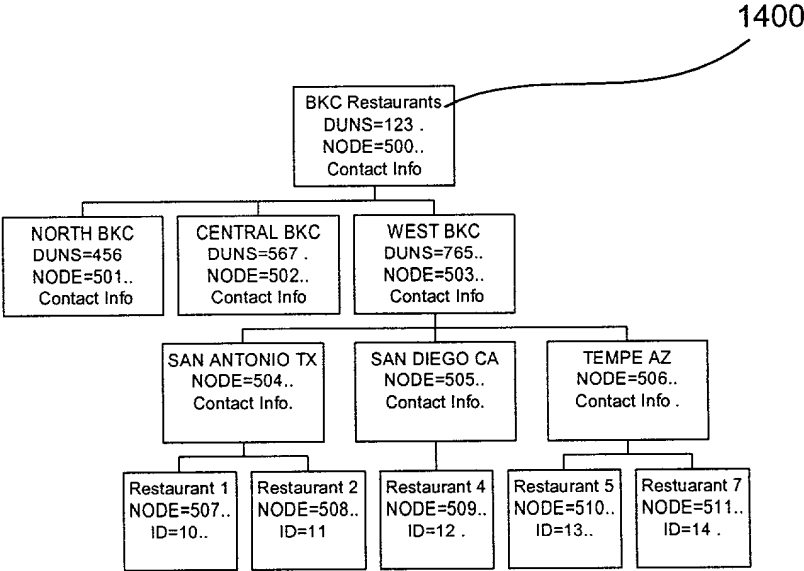 1400
BKC Restaurants
DUNS=123 .
NODE=500..
Contact Info
NORTH BKC
DUNS=456
NODE=501..
Contact Info
CENTRAL BKC
DUNS=567 .
NODE=502..
Contact Info
WEST BKC
DUNS=765..
NODE=503..
Contact Info
SAN ANTONIO TX
NODE=504..
Contact Info.
SAN DIEGO CA
NODE=505..
Contact Info.
TEMPE AZ
NODE=506..
Contact Info .
Restaurant 1
NODE=507..
ID=10..
Restaurant 2
NODE=508..
ID=11
Restaurant 4
NODE=509..
ID=12 .
Restaurant 5
NODE=510..
ID=13..
Restuarant 7
NODE=511..
ID=14 .